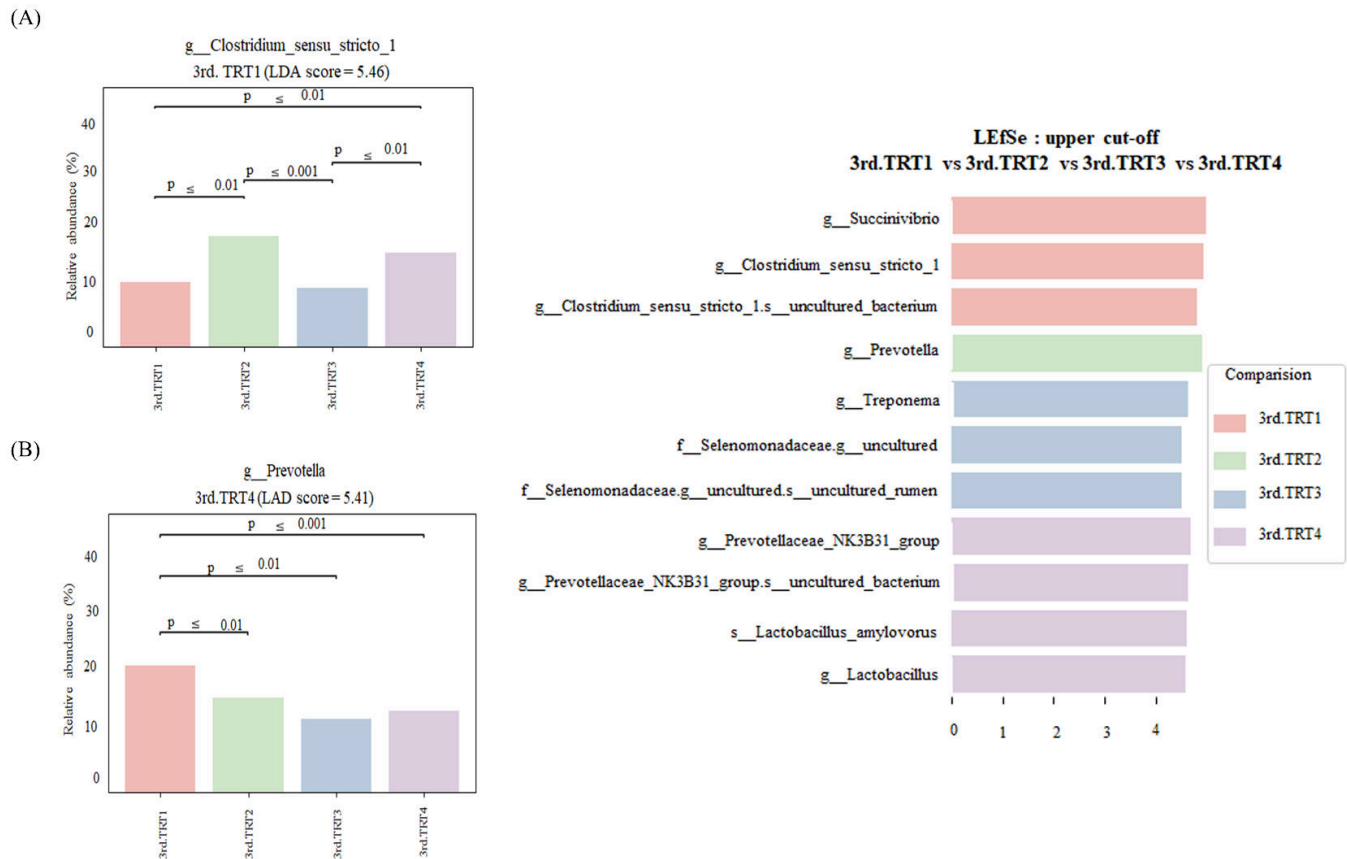 (A)
g__Clostridium_sensu_stricto_1
3rd. TRT1 (LDA score = 5.46)
p ≤ 0.01
p ≤ 0.01
p ≤ 0.001
p ≤ 0.01
Relative abundance (%)
40
30
20
10
0
3rd.TRT1
3rd.TRT2
3rd.TRT3
3rd.TRT4
(B)
g__Prevotella
3rd.TRT4 (LAD score = 5.41)
p ≤ 0.001
p ≤ 0.01
p ≤ 0.01
Relative abundance (%)
40
30
20
10
0
3rd.TRT1
3rd.TRT2
3rd.TRT3
3rd.TRT4
LEfSe : upper cut-off
3rd.TRT1 vs 3rd.TRT2 vs 3rd.TRT3 vs 3rd.TRT4
g__Succinivibrio
g__Clostridium_sensu_stricto_1
g__Clostridium_sensu_stricto_1.s__uncultured_bacterium
g__Prevotella
g__Treponema
f__Selenomonadaceae.g__uncultured
f__Selenomonadaceae.g__uncultured.s__uncultured_rumen
g__Prevotellaceae_NK3B31_group
g__Prevotellaceae_NK3B31_group.s__uncultured_bacterium
s__Lactobacillus_amylovorus
g__Lactobacillus
0 1 2 3 4
Comparision
3rd.TRT1
3rd.TRT2
3rd.TRT3
3rd.TRT4